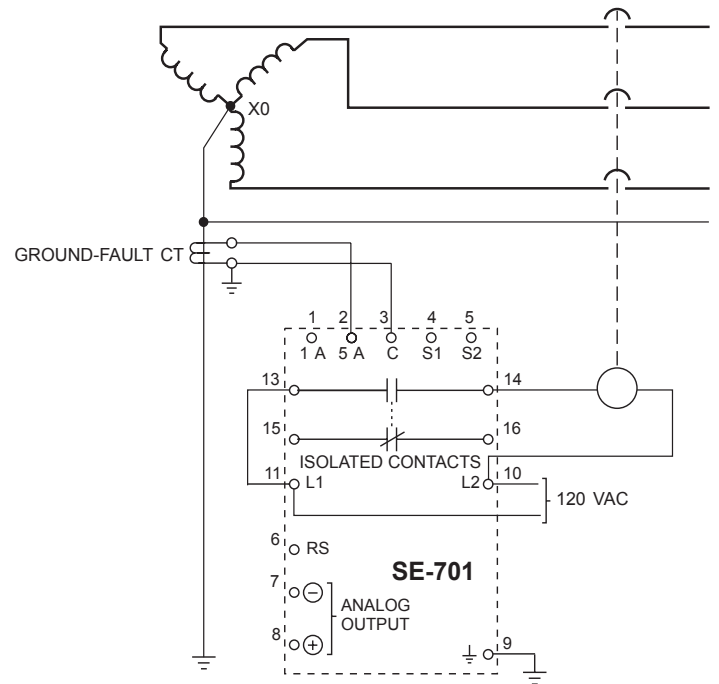 X0
GROUND-FAULT CT
1 2 3 4 5
1 A 5 A C S1 S2
13 14
15 16
ISOLATED CONTACTS
11 L1 L2 10
120 VAC
6 RS
SE-701
7 −
ANALOG
OUTPUT
8 +
9